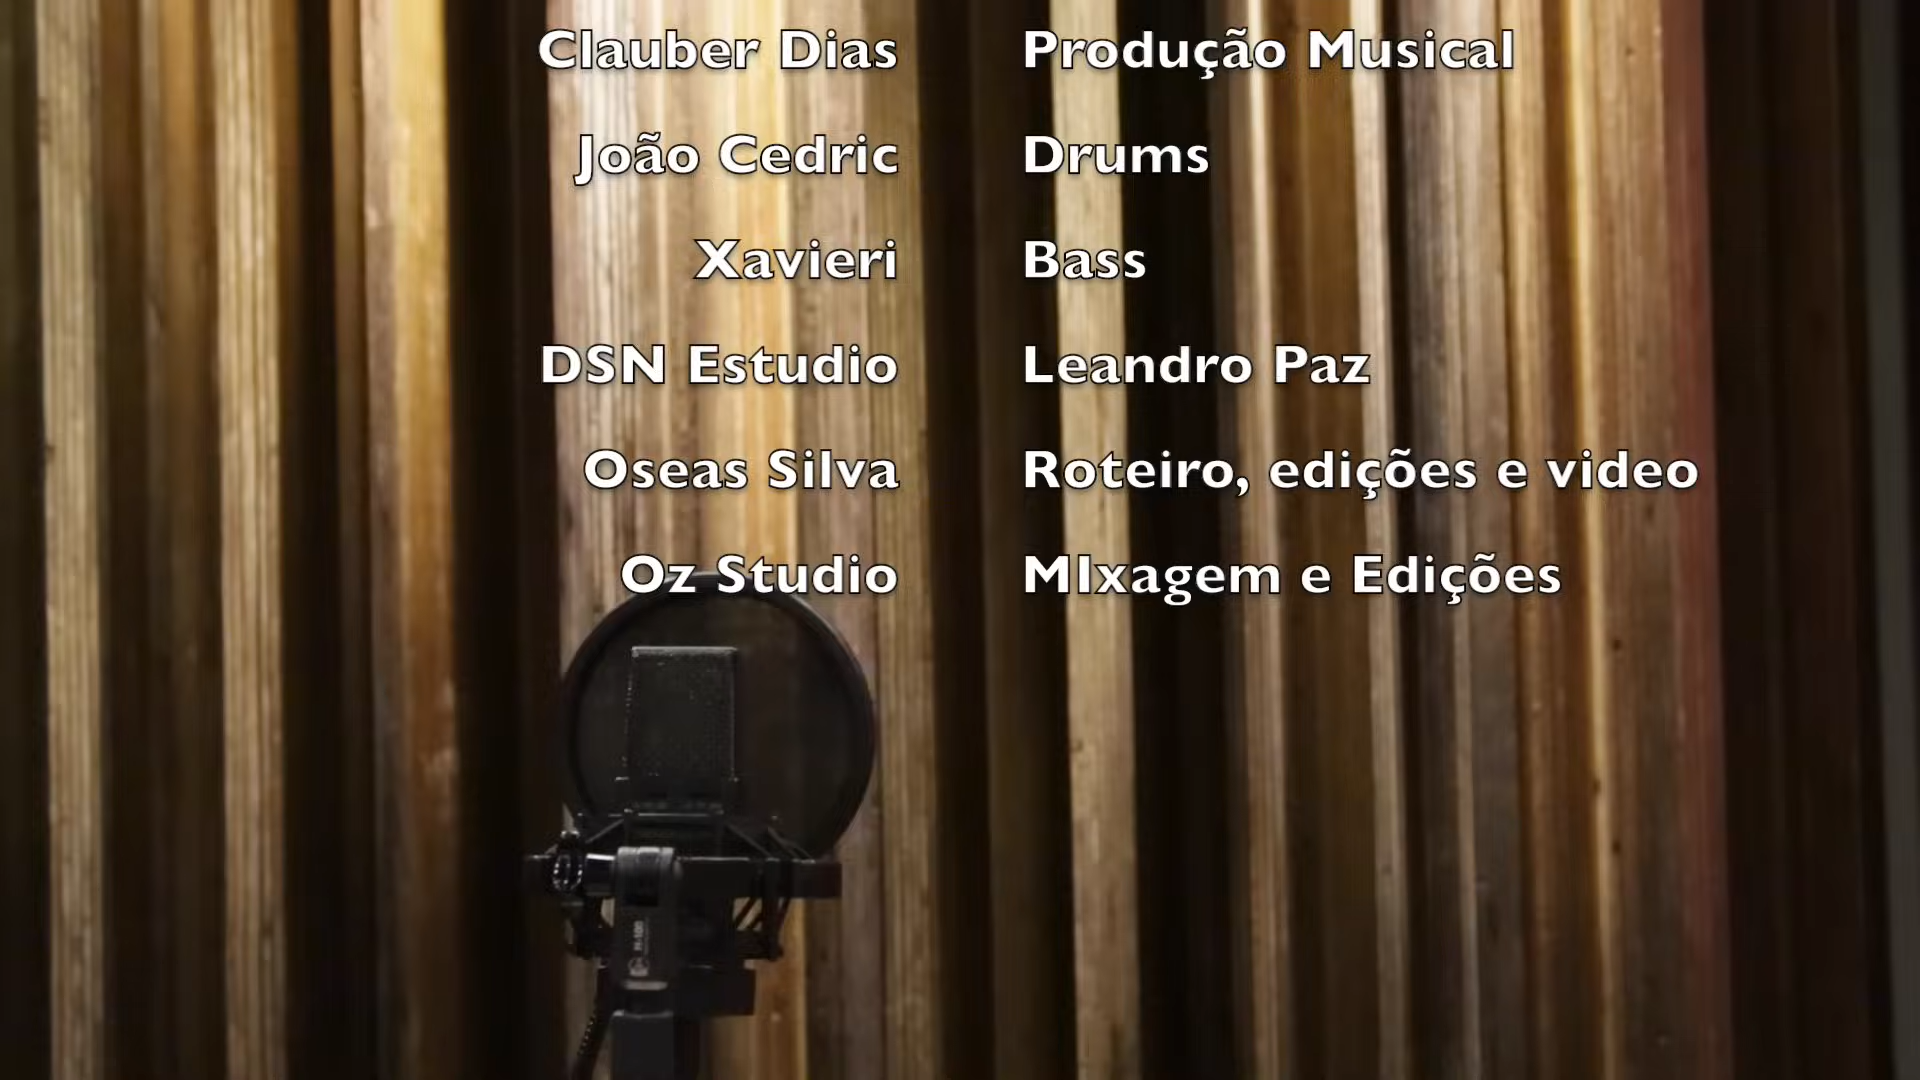 Clauber Dias Produção Musical
João Cedric Drums
Xavieri Bass
DSN Estudio Leandro Paz
Oseas Silva Roteiro, edições e video
Oz Studio MIxagem e Edições
H-100